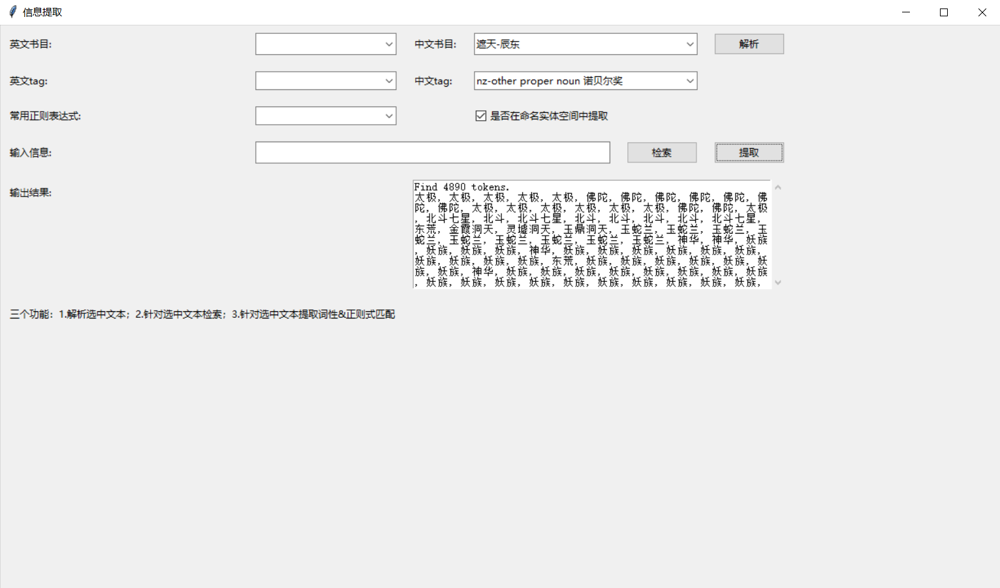 信息提取
英文书目: 中文书目: 遮天-辰东 解析
英文tag: 中文tag: nz-other proper noun 诺贝尔奖
常用正则表达式: 是否在命名实体空间中提取
输入信息: 检索 提取
输出结果:
Find 4890 tokens.
太极, 太极, 太极, 太极, 太极, 佛陀, 佛陀, 佛陀, 佛陀, 佛陀, 佛
陀, 佛陀, 太极, 太极, 太极, 太极, 太极, 太极, 佛陀, 佛陀, 太极
, 北斗七星, 北斗, 北斗七星, 北斗, 北斗, 北斗, 北斗, 北斗七星,
东荒, 金霞洞天, 灵墟洞天, 玉鼎洞天, 玉蛇兰, 玉蛇兰, 玉蛇兰, 玉
蛇兰, 玉蛇兰, 玉蛇兰, 玉蛇兰, 玉蛇兰, 玉蛇兰, 神华, 神华, 妖族
, 妖族, 妖族, 妖族, 神华, 妖族, 妖族, 妖族, 妖族, 妖族, 妖族,
妖族, 妖族, 妖族, 妖族, 东荒, 妖族, 妖族, 妖族, 妖族, 妖族, 妖
族, 妖族, 神华, 妖族, 妖族, 妖族, 妖族, 妖族, 妖族, 妖族, 妖族
, 妖族, 妖族, 妖族, 妖族, 妖族, 妖族, 妖族, 妖族, 妖族, 妖族,
三个功能：1.解析选中文本；2.针对选中文本检索；3.针对选中文本提取词性&正则式匹配